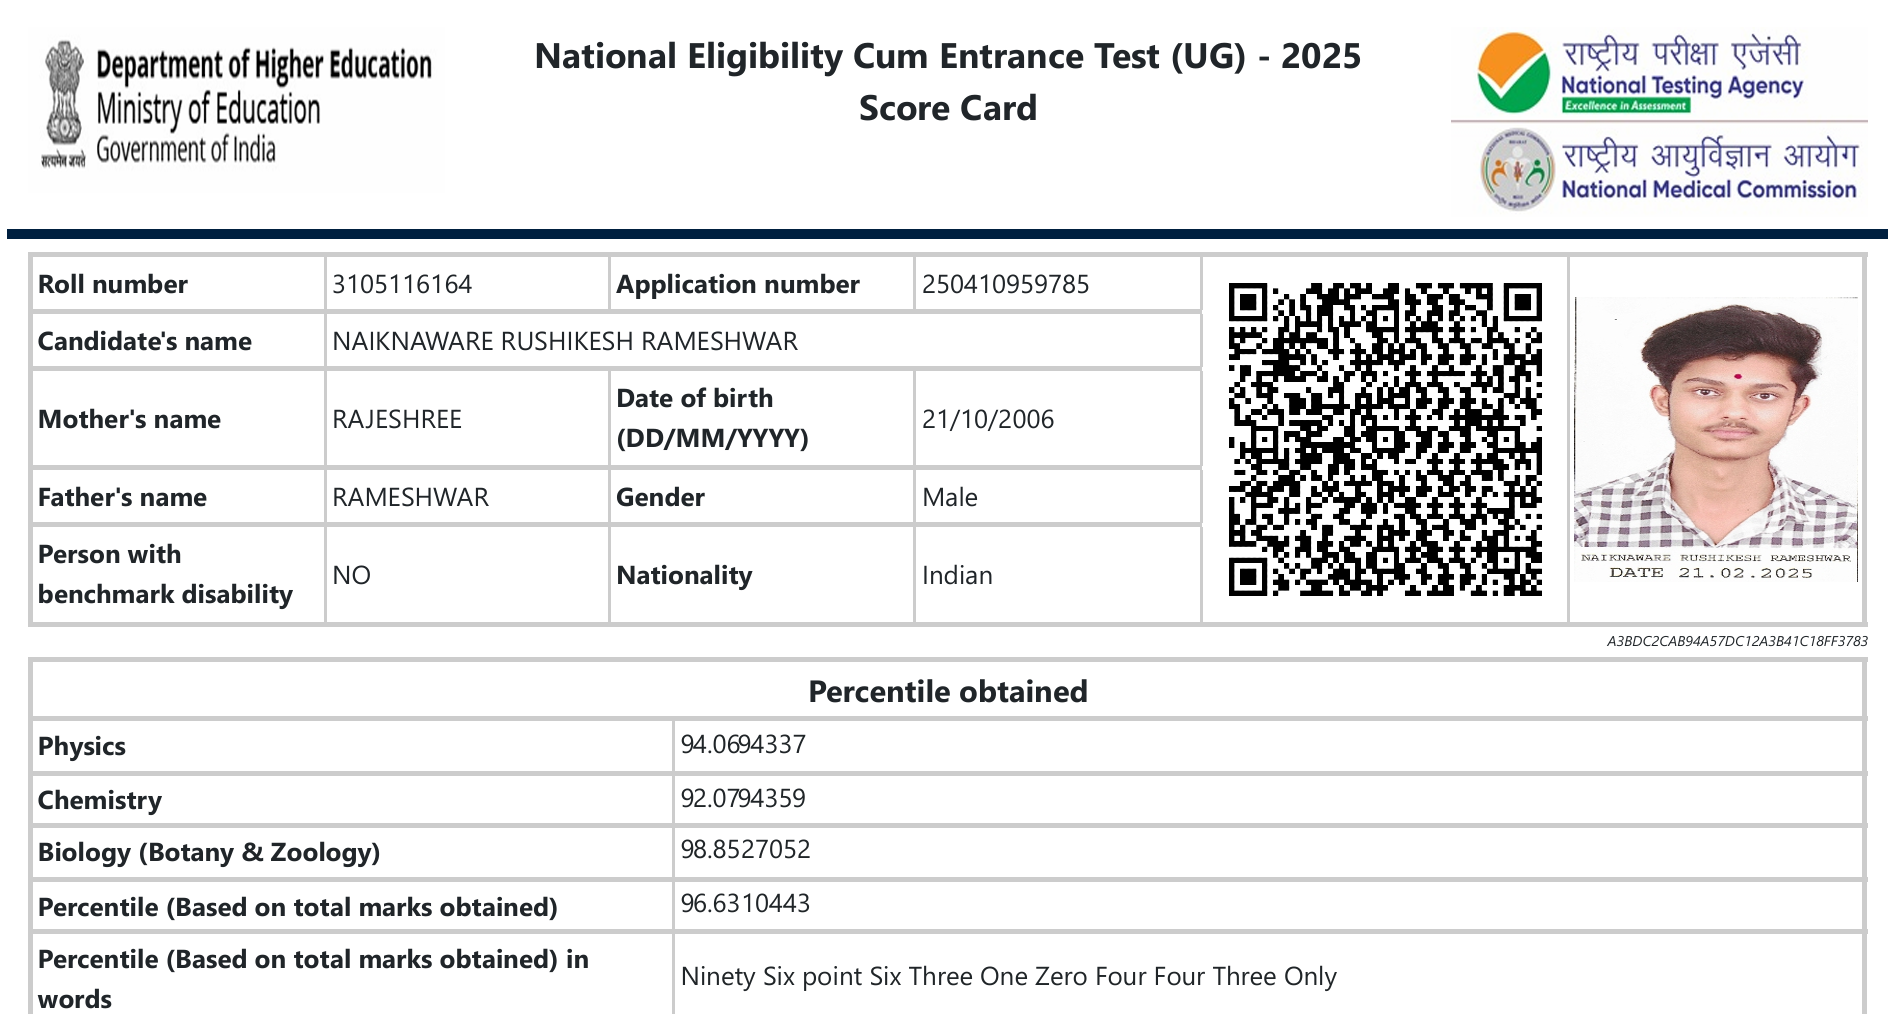 Department of Higher Education
Ministry of Education
Government of India
सत्यमेव जयते
National Eligibility Cum Entrance Test (UG) - 2025
Score Card
राष्ट्रीय परीक्षा एजेंसी
National Testing Agency
Excellence in Assessment
राष्ट्रीय आयुर्विज्ञान आयोग
National Medical Commission
Roll number 3105116164 Application number 250410959785
Candidate's name NAIKNAWARE RUSHIKESH RAMESHWAR
Mother's name RAJESHREE Date of birth
(DD/MM/YYYY) 21/10/2006
Father's name RAMESHWAR Gender Male
Person with
benchmark disability NO Nationality Indian
NAIKNAWARE RUSHIKESH RAMESHWAR
DATE 21.02.2025
A3BDC2CAB94A57DC12A3B41C18FF3783
Percentile obtained
Physics 94.0694337
Chemistry 92.0794359
Biology (Botany & Zoology) 98.8527052
Percentile (Based on total marks obtained) 96.6310443
Percentile (Based on total marks obtained) in
words Ninety Six point Six Three One Zero Four Four Three Only